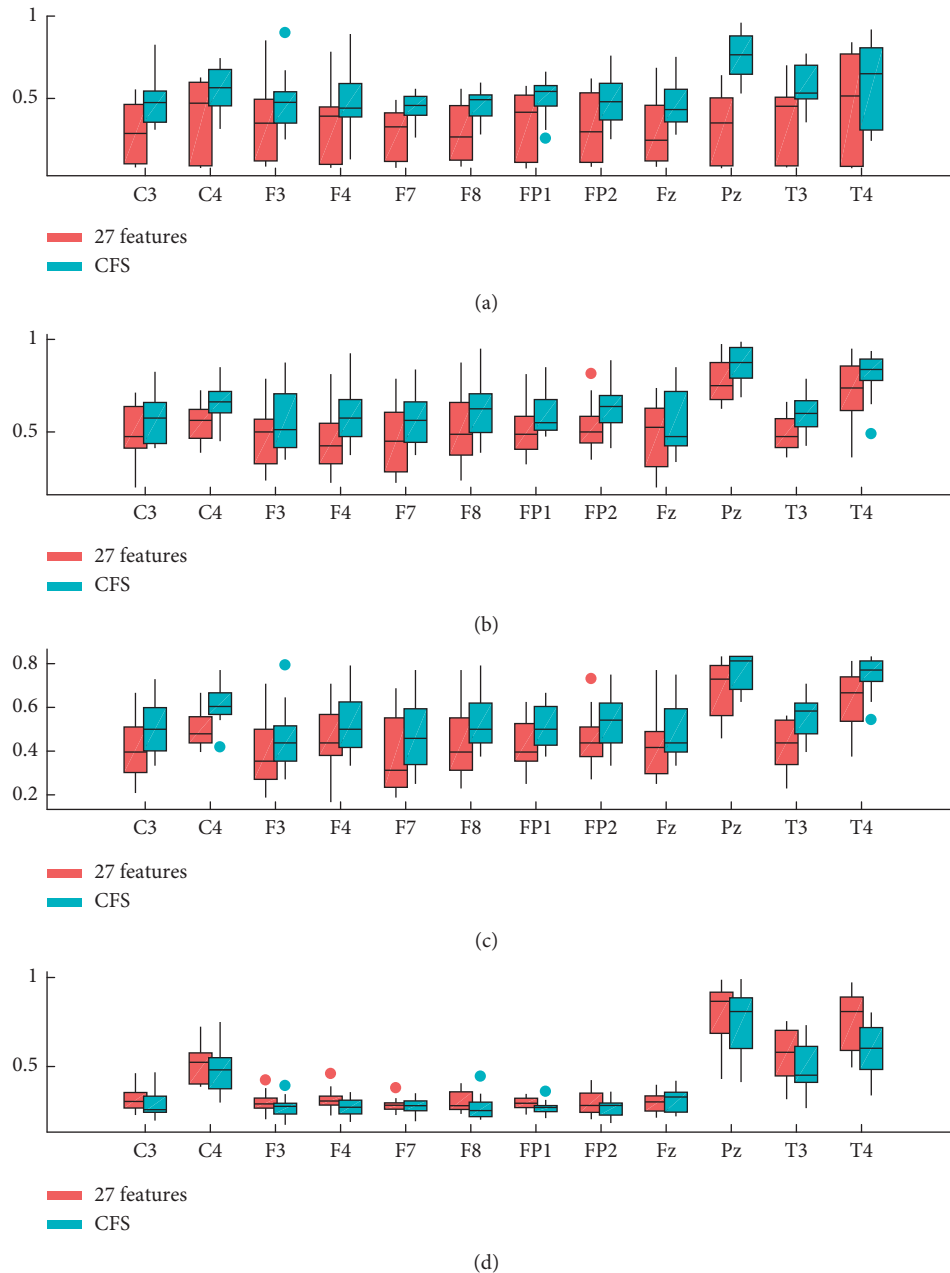 1
0.5
C3 C4 F3 F4 F7 F8 FP1 FP2 Fz Pz T3 T4
27 features
CFS
(a)
1
0.5
C3 C4 F3 F4 F7 F8 FP1 FP2 Fz Pz T3 T4
27 features
CFS
(b)
0.8
0.6
0.4
0.2
C3 C4 F3 F4 F7 F8 FP1 FP2 Fz Pz T3 T4
27 features
CFS
(c)
1
0.5
C3 C4 F3 F4 F7 F8 FP1 FP2 Fz Pz T3 T4
27 features
CFS
(d)